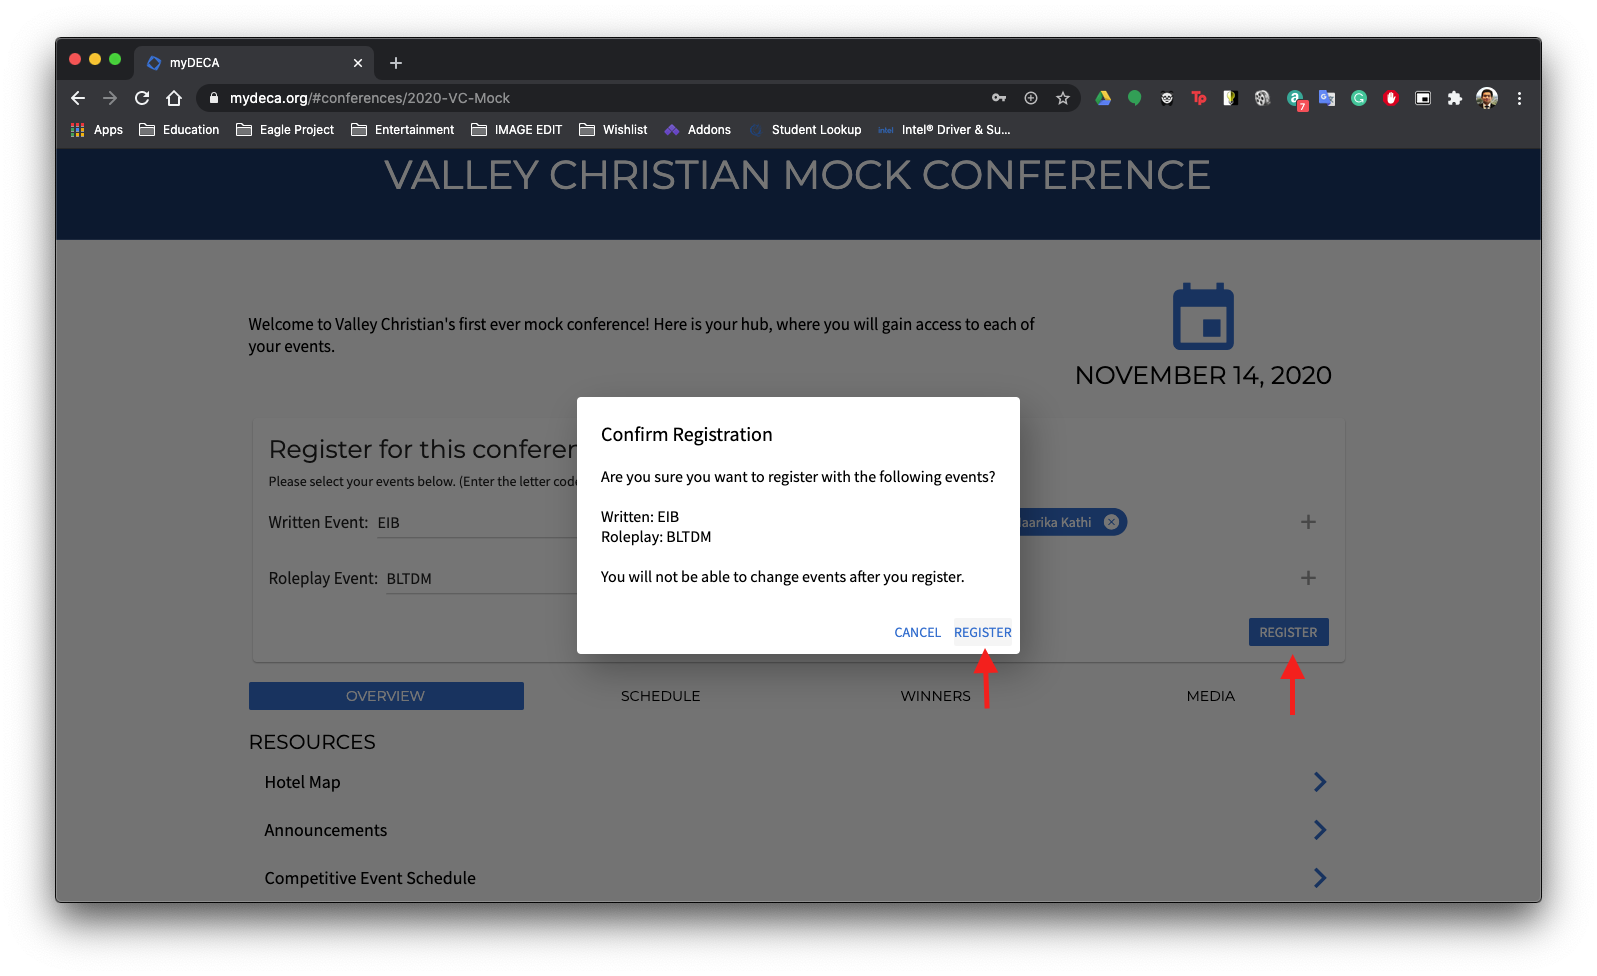 myDECA
mydeca.org/#conferences/2020-VC-Mock
Tp
7
Apps Education Eagle Project Entertainment IMAGE EDIT Wishlist Addons Student Lookup intel Intel® Driver & Su...
VALLEY CHRISTIAN MOCK CONFERENCE
Welcome to Valley Christian's first ever mock conference! Here is your hub, where you will gain access to each of
your events.
NOVEMBER 14, 2020
Register for this conferen
Please select your events below. (Enter the letter code
Written Event: EIB
aarika Kathi
Roleplay Event: BLTDM
REGISTER
Confirm Registration
Are you sure you want to register with the following events?
Written: EIB
Roleplay: BLTDM
You will not be able to change events after you register.
CANCEL REGISTER
OVERVIEW SCHEDULE WINNERS MEDIA
RESOURCES
Hotel Map
Announcements
Competitive Event Schedule